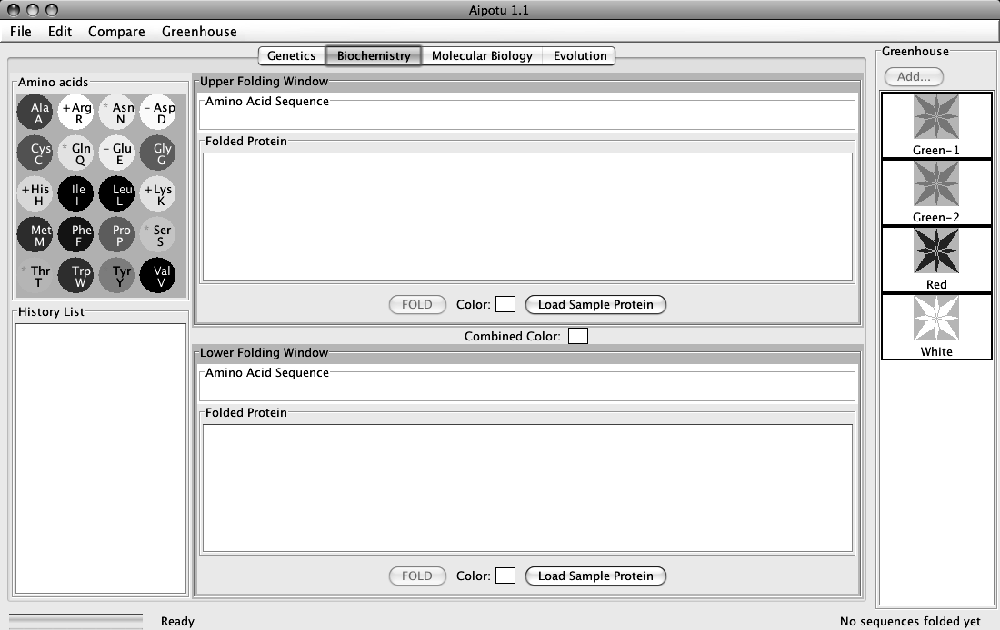 Aipotu 1.1
File Edit Compare Greenhouse
Genetics Biochemistry Molecular Biology Evolution
Amino acids
Ala
A
+Arg
R
* Asn
N
- Asp
D
Cys
C
* Gln
Q
- Glu
E
Gly
G
+His
H
Ile
I
Leu
L
+Lys
K
Met
M
Phe
F
Pro
P
* Ser
S
* Thr
T
Trp
W
Tyr
Y
Val
V
History List
Upper Folding Window
Amino Acid Sequence
Folded Protein
FOLD Color: Load Sample Protein
Combined Color:
Lower Folding Window
Amino Acid Sequence
Folded Protein
FOLD Color: Load Sample Protein
Greenhouse
Add...
Green-1
Green-2
Red
White
Ready
No sequences folded yet